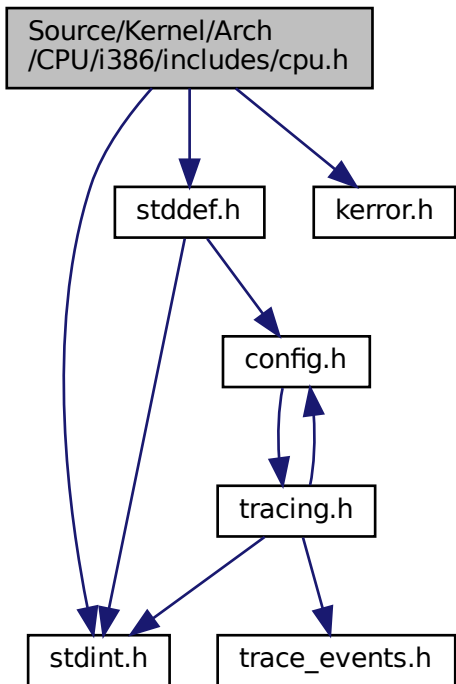 Source/Kernel/Arch
/CPU/i386/includes/cpu.h
stddef.h
kerror.h
config.h
tracing.h
stdint.h
trace_events.h